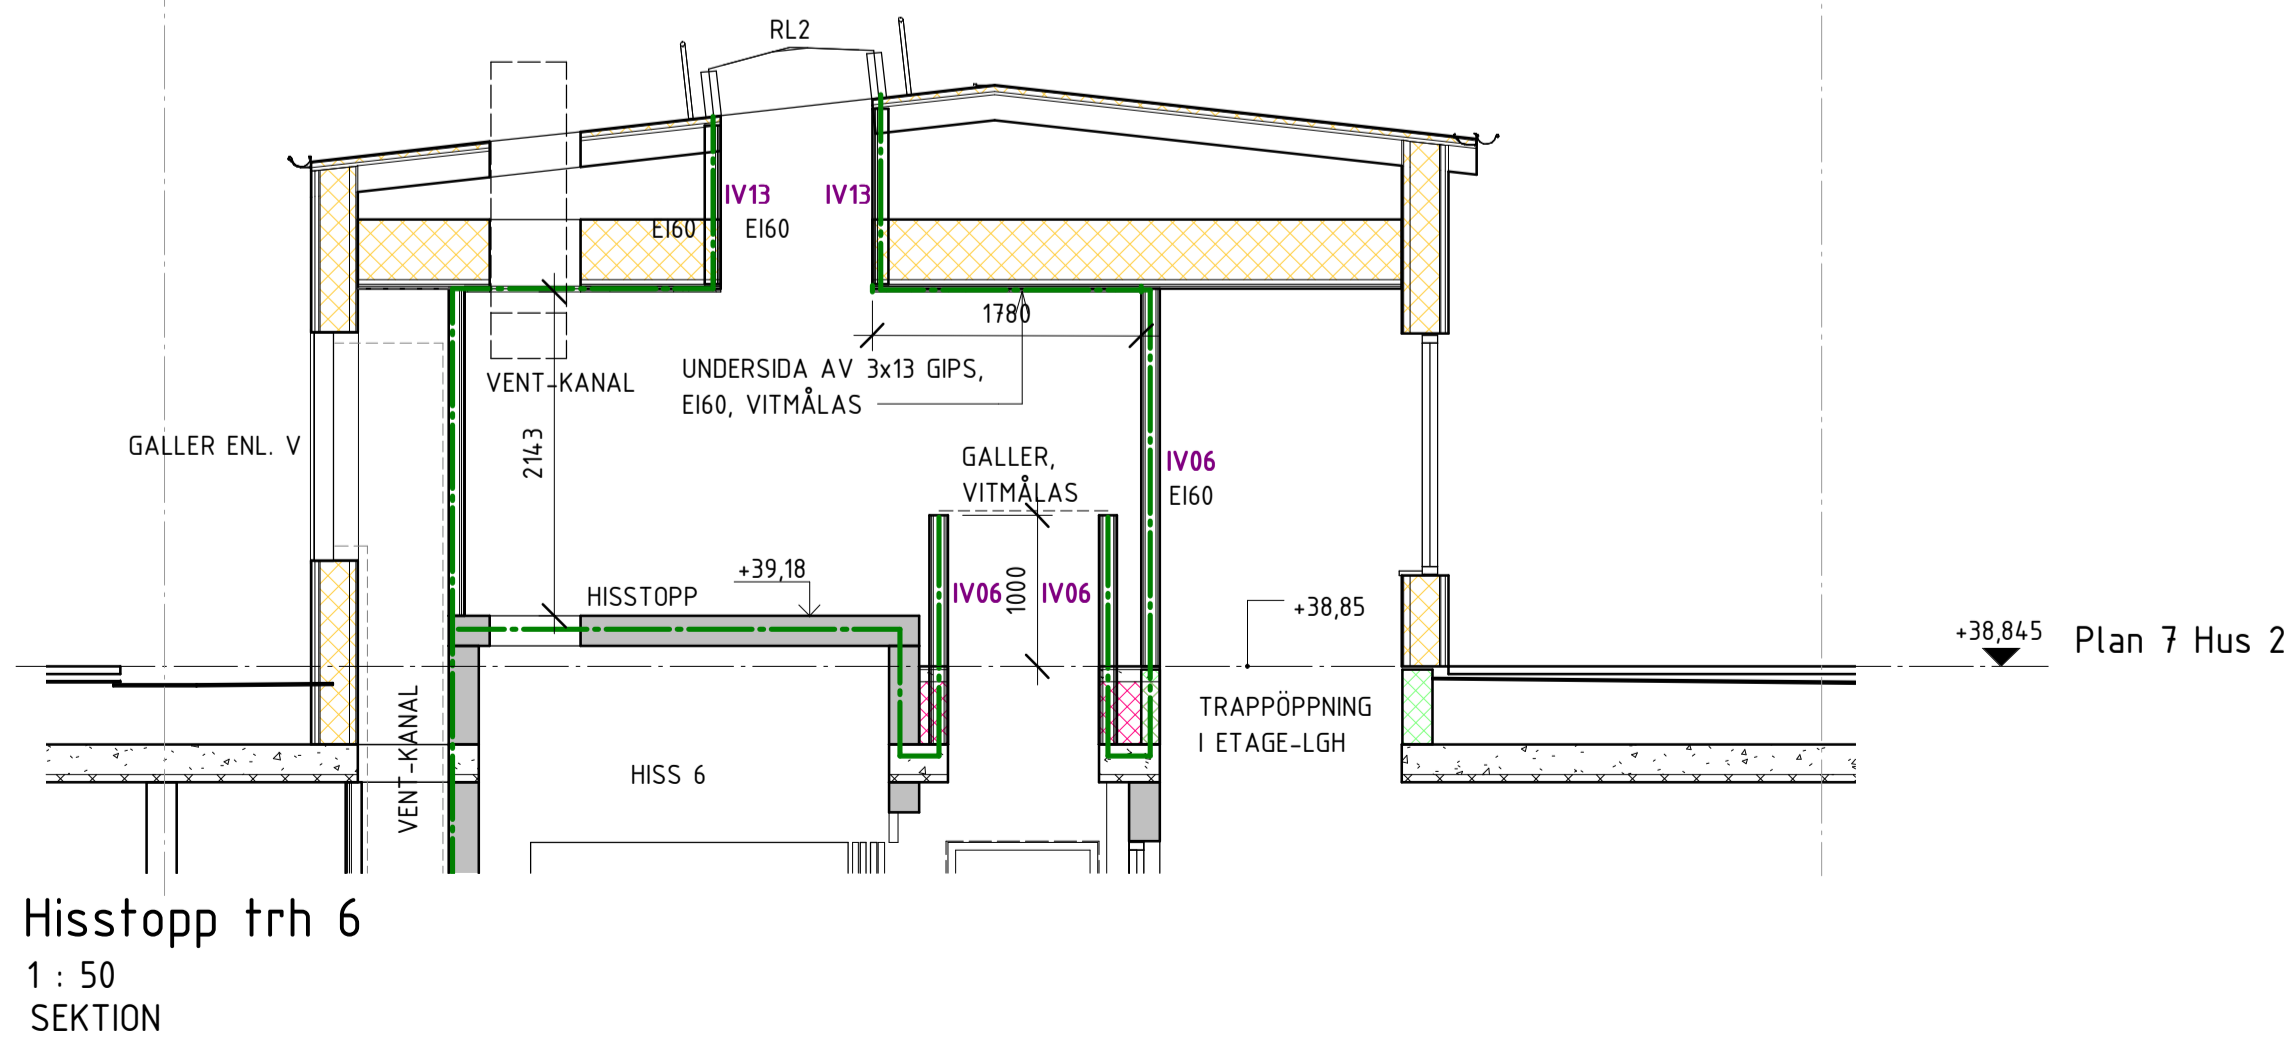 RL2
IV13
IV13
EI60
EI60
1780
UNDERSIDA AV 3x13 GIPS,
EI60, VITMÅLAS
VENT-KANAL
2143
GALLER ENL. V
GALLER,
VITMÅLAS
IV06
EI60
+39,18
HISSTOPP
IV06
1000
IV06
+38,85
+38,845
Plan 7 Hus 2
TRAPPÖPPNING
I ETAGE-LGH
VENT-KANAL
HISS 6
Hisstopp trh 6
1 : 50
SEKTION